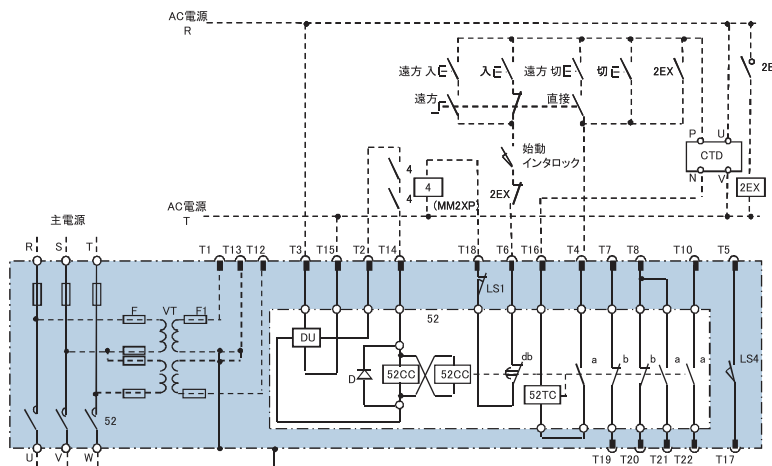 AC電源
R
遠方 入
入
遠方 切
切
2EX
2E
遠方
直接
P
U
CTD
N
V
始動
インタロック
4
4
4
(MM2XP)
2EX
2EX
AC電源
T
主電源
R
S
T
T1
T13
T12
T3
T15
T2
T14
T18
T6
T16
T4
T7
T8
T10
T5
LS1
F
VT
F1
52
DU
D
52CC
52CC
db
52TC
a
b
b
a
a
LS4
52
U
V
W
T19
T20
T21
T22
T17